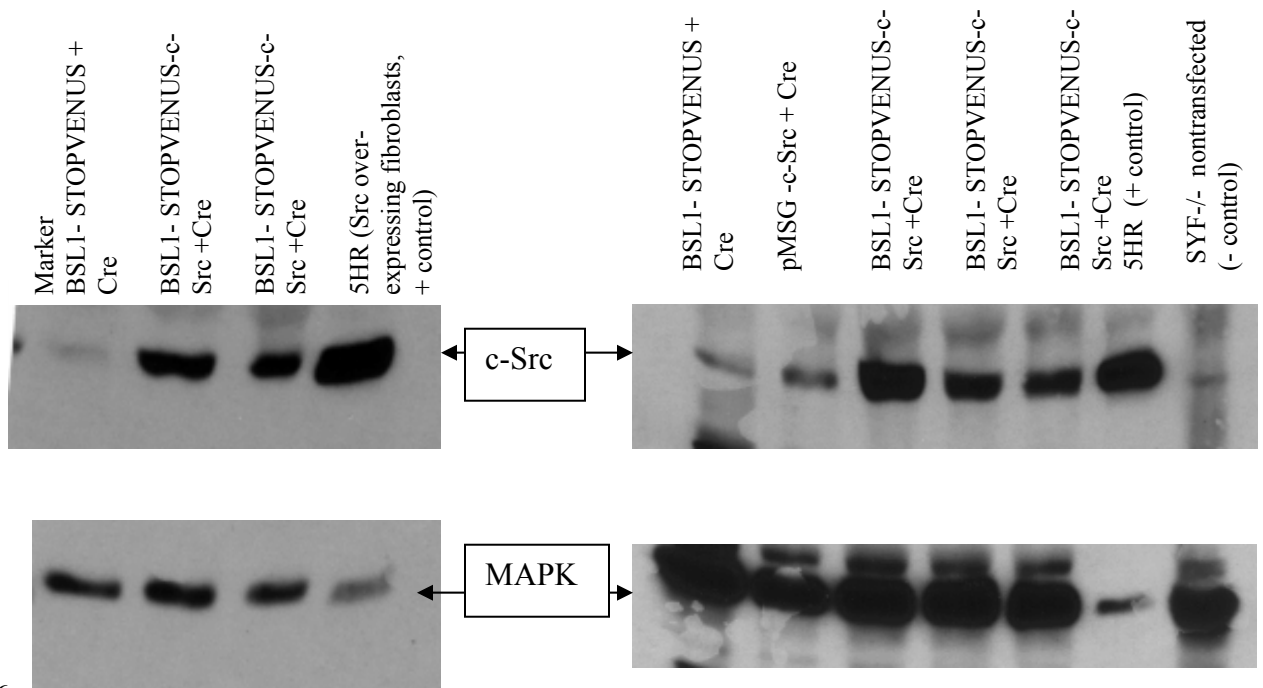 Marker
BSL1- STOPVENUS +
Cre
BSL1- STOPVENUS-c-
Src +Cre
BSL1- STOPVENUS-c-
Src +Cre
5HR (Src over-
expressing fibroblasts,
+ control)
BSL1- STOPVENUS +
Cre
pMSG -c-Src + Cre
BSL1- STOPVENUS-c-
Src +Cre
BSL1- STOPVENUS-c-
Src +Cre
BSL1- STOPVENUS-c-
Src +Cre
5HR (+ control)
SYF-/- nontransfected
(- control)
c-Src
MAPK